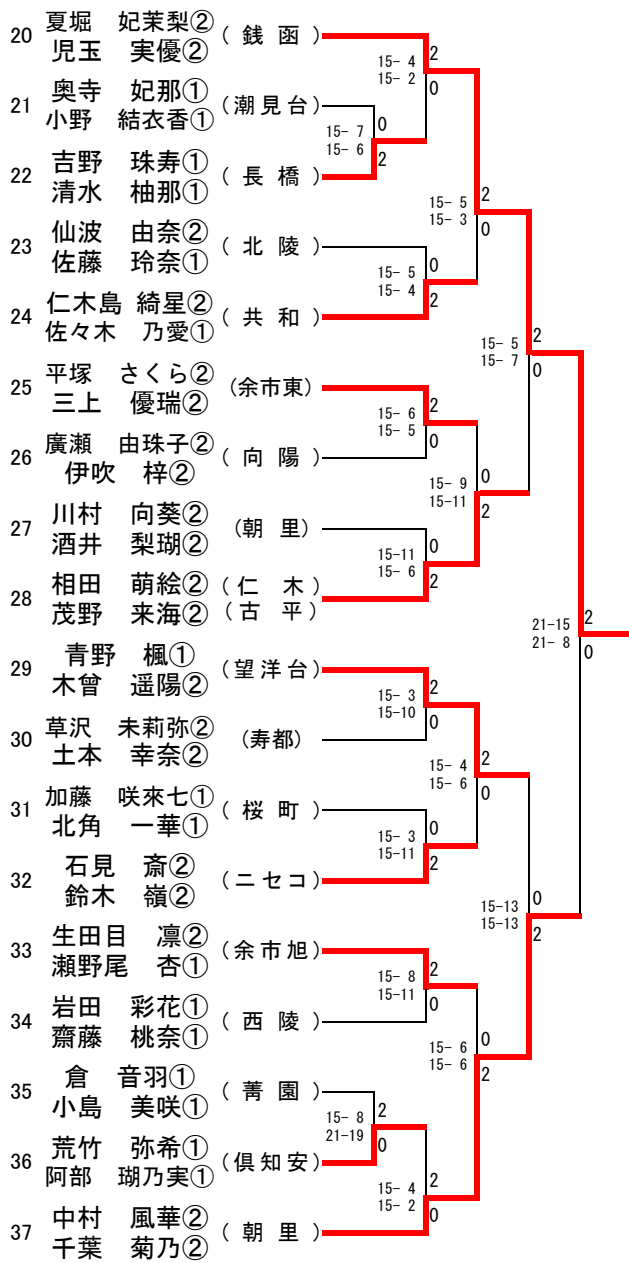 20 夏堀 妃茉梨② 児玉 実優② ( 銭 函 )
21 奥寺 妃那① 小野 結衣香① (潮見台)
22 吉野 珠寿① 清水 柚那① ( 長 橋 )
23 仙波 由奈② 佐藤 玲奈① ( 北 陵 )
24 仁木島 綺星② 佐々木 乃愛① ( 共 和 )
25 平塚 さくら② 三上 優瑞② (余市東)
26 廣瀬 由珠子② 伊吹 梓② ( 向 陽 )
27 川村 向葵② 酒井 梨瑚② (朝 里)
28 相田 萌絵② 茂野 来海② ( 仁 木 ) ( 古 平 )
29 青野 楓① 木曾 遥陽② (望洋台)
30 草沢 未莉弥② 土本 幸奈② (寿都)
31 加藤 咲來七① 北角 一華① ( 桜 町 )
32 石見 斎② 鈴木 嶺② (ニセコ)
33 生田目 凛② 瀬野尾 杏① (余市旭)
34 岩田 彩花① 齋藤 桃奈① ( 西 陵 )
35 倉 音羽① 小島 美咲① ( 菁 園 )
36 荒竹 弥希① 阿部 瑚乃実① (倶知安)
37 中村 風華② 千葉 菊乃② ( 朝 里 )
15- 4 2
15- 2 0
15- 7 0
15- 6 2
15- 5 2
15- 3 0
15- 5 0
15- 4 2
15- 5 2
15- 7 0
15- 6 2
15- 5 0
15- 9 0
15-11 2
15-11 0
15- 6 2
21-15 2
21- 8 0
15- 3 2
15-10 0
15- 4 2
15- 6 0
15- 3 0
15-11 2
15-13 0
15-13 2
15- 8 2
15-11 0
15- 6 0
15- 6 2
15- 8 2
21-19 0
15- 4 2
15- 2 0